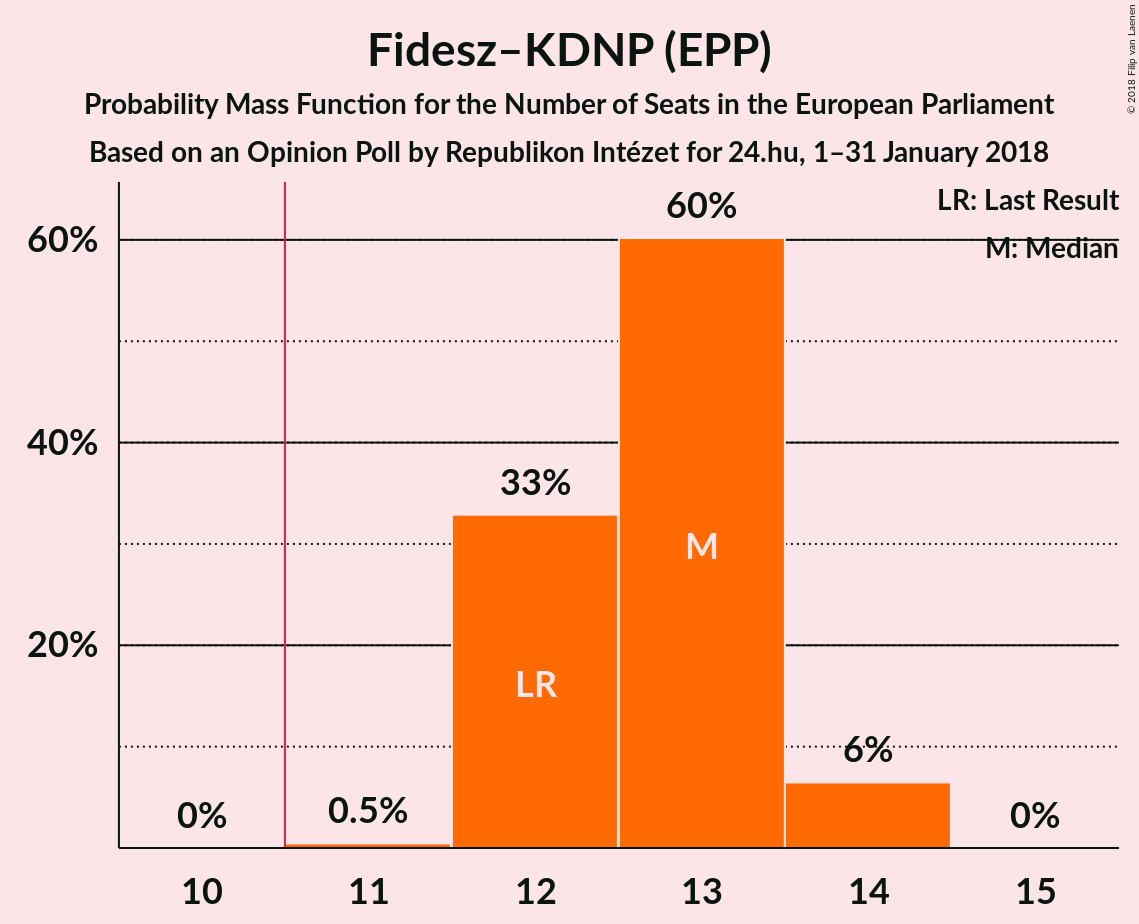 Fidesz–KDNP (EPP)
Probability Mass Function for the Number of Seats in the European Parliament
Based on an Opinion Poll by Republikon Intézet for 24.hu, 1–31 January 2018
© 2018 Filip van Laenen
LR: Last Result
M: Median
60%
40%
20%
0%
0.5%
33%
60%
6%
0%
LR
M
10 11 12 13 14 15